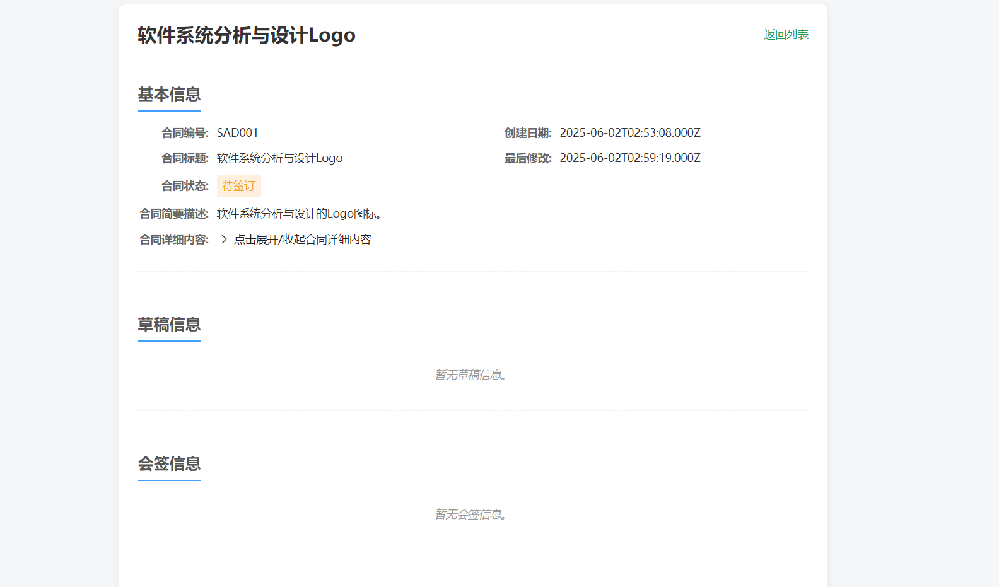 软件系统分析与设计Logo
返回列表
基本信息
合同编号: SAD001
创建日期: 2025-06-02T02:53:08.000Z
合同标题: 软件系统分析与设计Logo
最后修改: 2025-06-02T02:59:19.000Z
合同状态: 待签订
合同简要描述: 软件系统分析与设计的Logo图标。
合同详细内容: 点击展开/收起合同详细内容
草稿信息
暂无草稿信息。
会签信息
暂无会签信息。